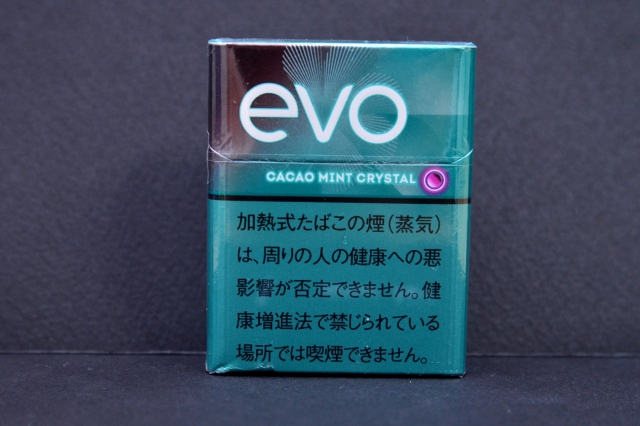 evo
CACAO MINT CRYSTAL
加熱式たばこの煙（蒸気）
は、周りの人の健康への悪
影響が否定できません。健
康増進法で禁じられている
場所では喫煙できません。